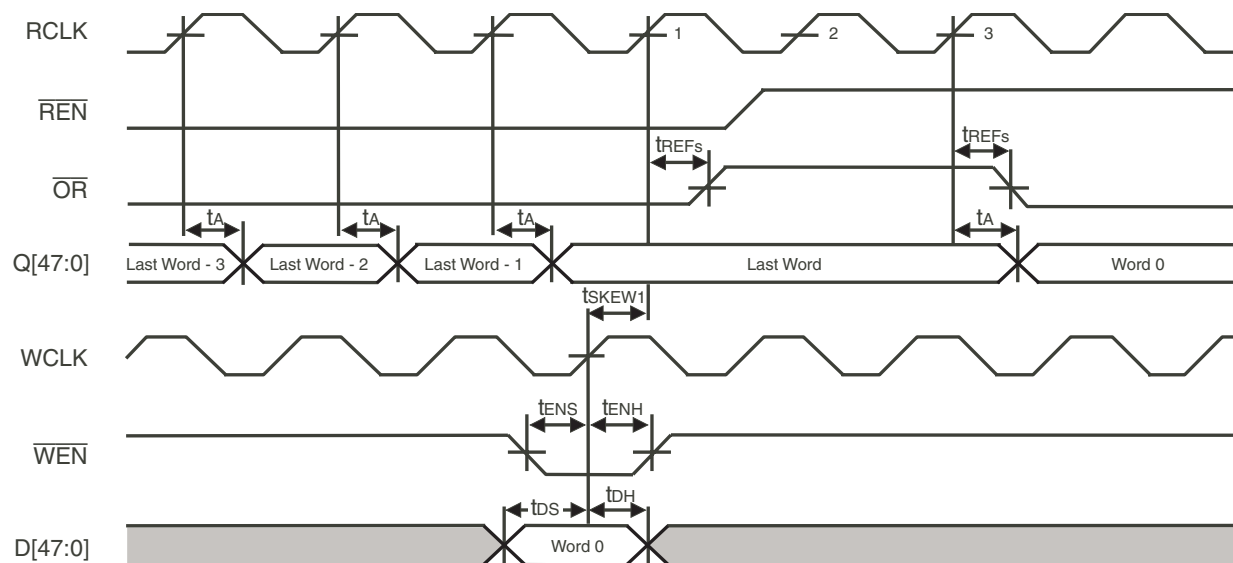 RCLK 1 2 3
REN
tREFs tREFs
OR
tA tA tA tA
Q[47:0] Last Word - 3 Last Word - 2 Last Word - 1 Last Word Word 0
tSKEW1
WCLK
tENS tENH
WEN
tDS tDH
D[47:0] Word 0